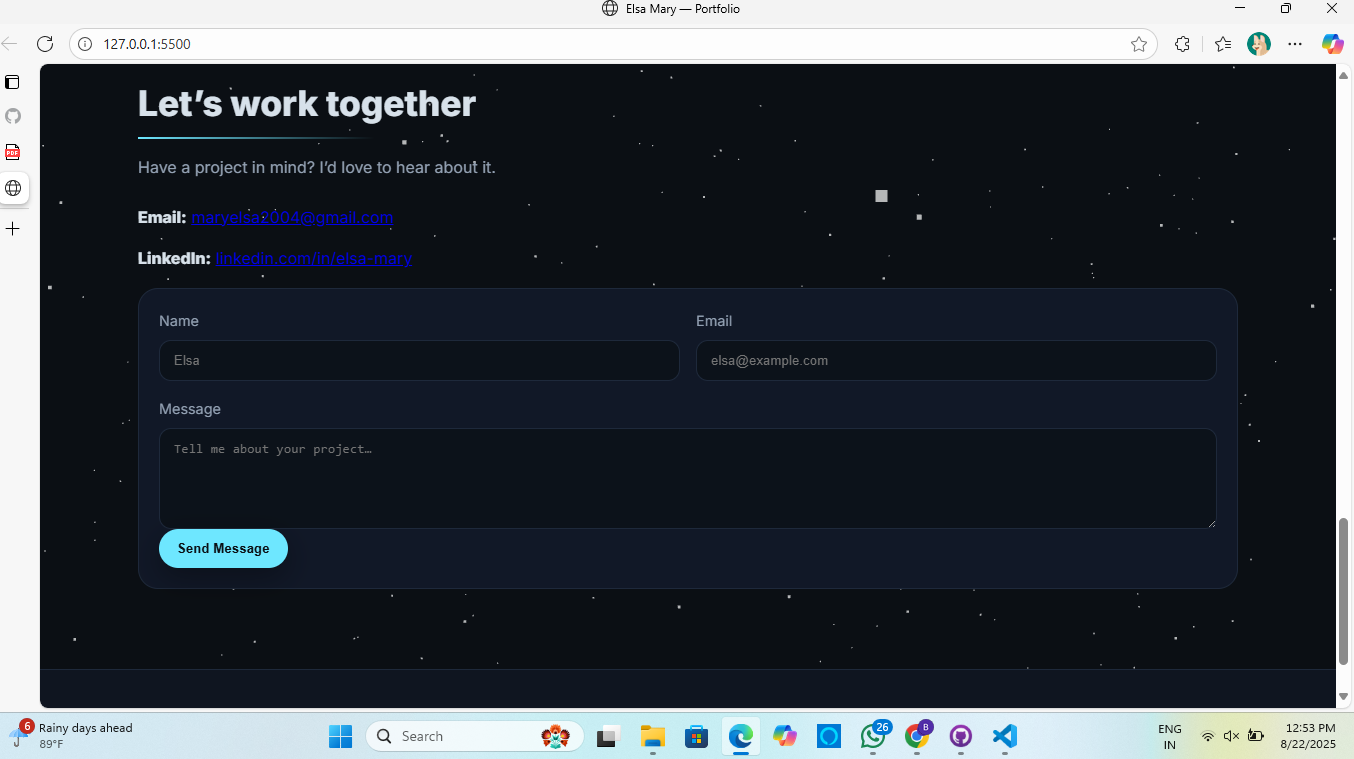 Elsa Mary — Portfolio
127.0.0.1:5500
PDF
Let’s work together
Have a project in mind? I’d love to hear about it.
Email: maryelsa2004@gmail.com
LinkedIn: linkedin.com/in/elsa-mary
Name
Email
Elsa
elsa@example.com
Message
Tell me about your project…
Send Message
6
Rainy days ahead
89°F
Search
26
B
ENG
IN
12:53 PM
8/22/2025